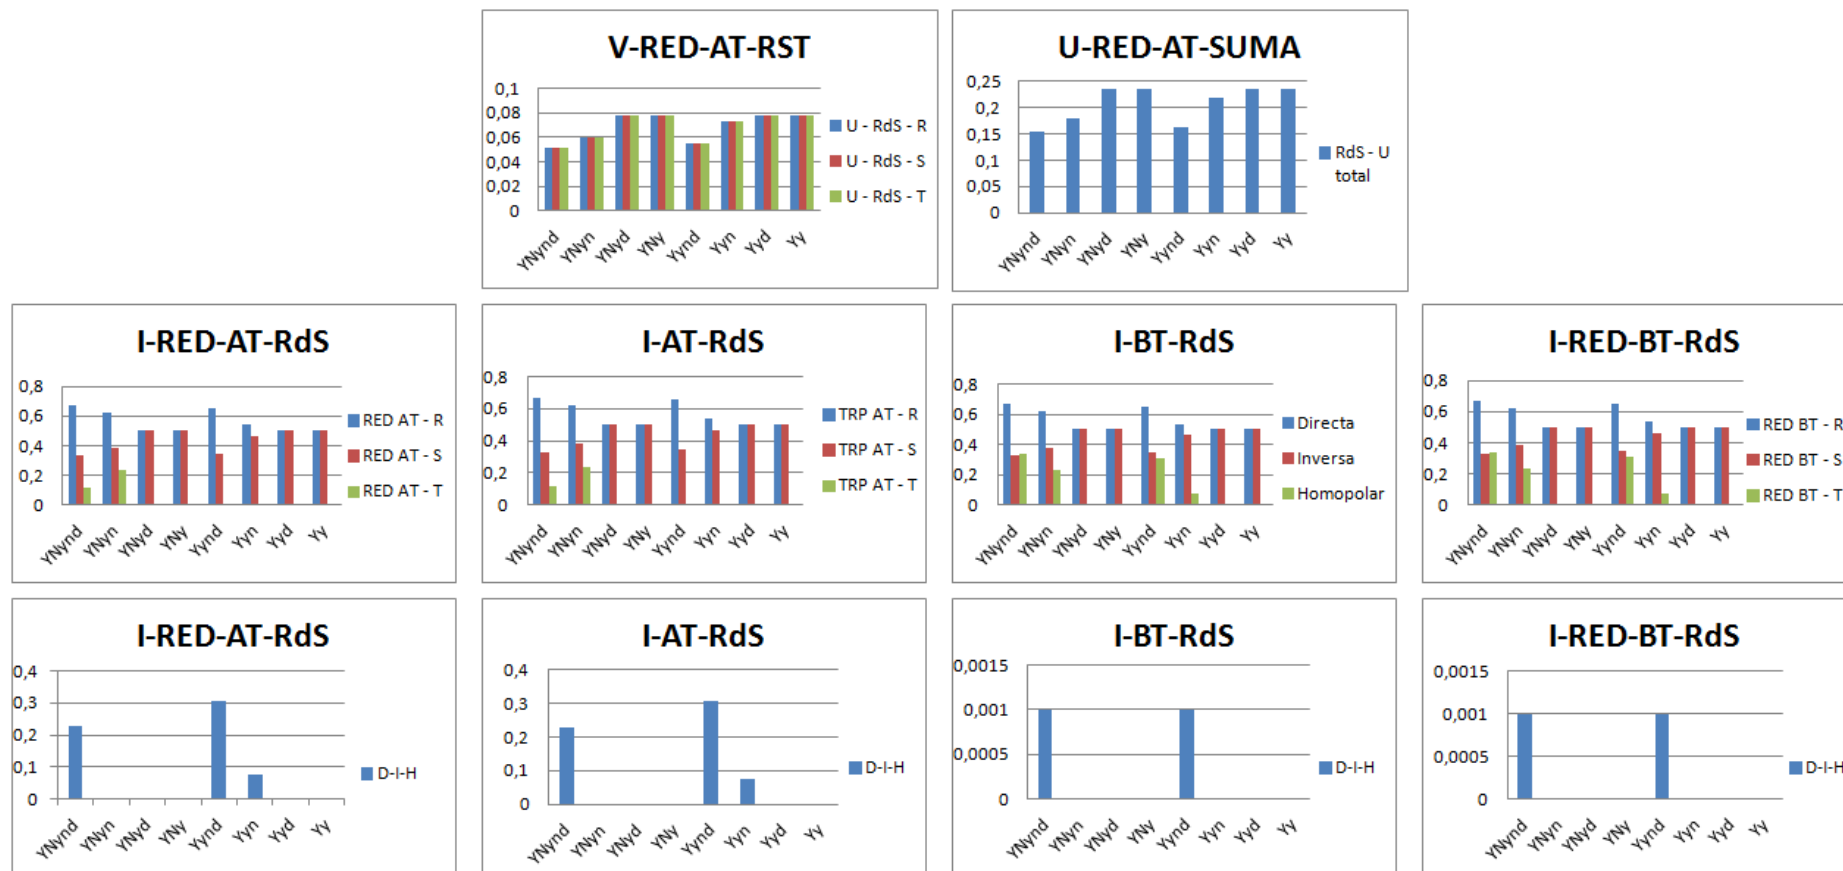 V-RED-AT-RST
0,1
0,08
0,06
0,04
0,02
0
YNynd
YNyn
YNyd
YNy
Yynd
Yyn
Yyd
Yy
U - RdS - R
U - RdS - S
U - RdS - T
U-RED-AT-SUMA
0,25
0,2
0,15
0,1
0,05
0
YNynd
YNyn
YNyd
YNy
Yynd
Yyn
Yyd
Yy
RdS - U
total
I-RED-AT-RdS
0,8
0,6
0,4
0,2
0
YNynd
YNyn
YNyd
YNy
Yynd
Yyn
Yyd
Yy
RED AT - R
RED AT - S
RED AT - T
I-AT-RdS
0,8
0,6
0,4
0,2
0
YNynd
YNyn
YNyd
YNy
Yynd
Yyn
Yyd
Yy
TRP AT - R
TRP AT - S
TRP AT - T
I-BT-RdS
0,8
0,6
0,4
0,2
0
YNynd
YNyn
YNyd
YNy
Yynd
Yyn
Yyd
Yy
Directa
Inversa
Homopolar
I-RED-BT-RdS
0,8
0,6
0,4
0,2
0
YNynd
YNyn
YNyd
YNy
Yynd
Yyn
Yyd
Yy
RED BT - R
RED BT - S
RED BT - T
I-RED-AT-RdS
0,4
0,3
0,2
0,1
0
YNynd
YNyn
YNyd
YNy
Yynd
Yyn
Yyd
Yy
D-I-H
I-AT-RdS
0,4
0,3
0,2
0,1
0
YNynd
YNyn
YNyd
YNy
Yynd
Yyn
Yyd
Yy
D-I-H
I-BT-RdS
0,0015
0,001
0,0005
0
YNynd
YNyn
YNyd
YNy
Yynd
Yyn
Yyd
Yy
D-I-H
I-RED-BT-RdS
0,0015
0,001
0,0005
0
YNynd
YNyn
YNyd
YNy
Yynd
Yyn
Yyd
Yy
D-I-H